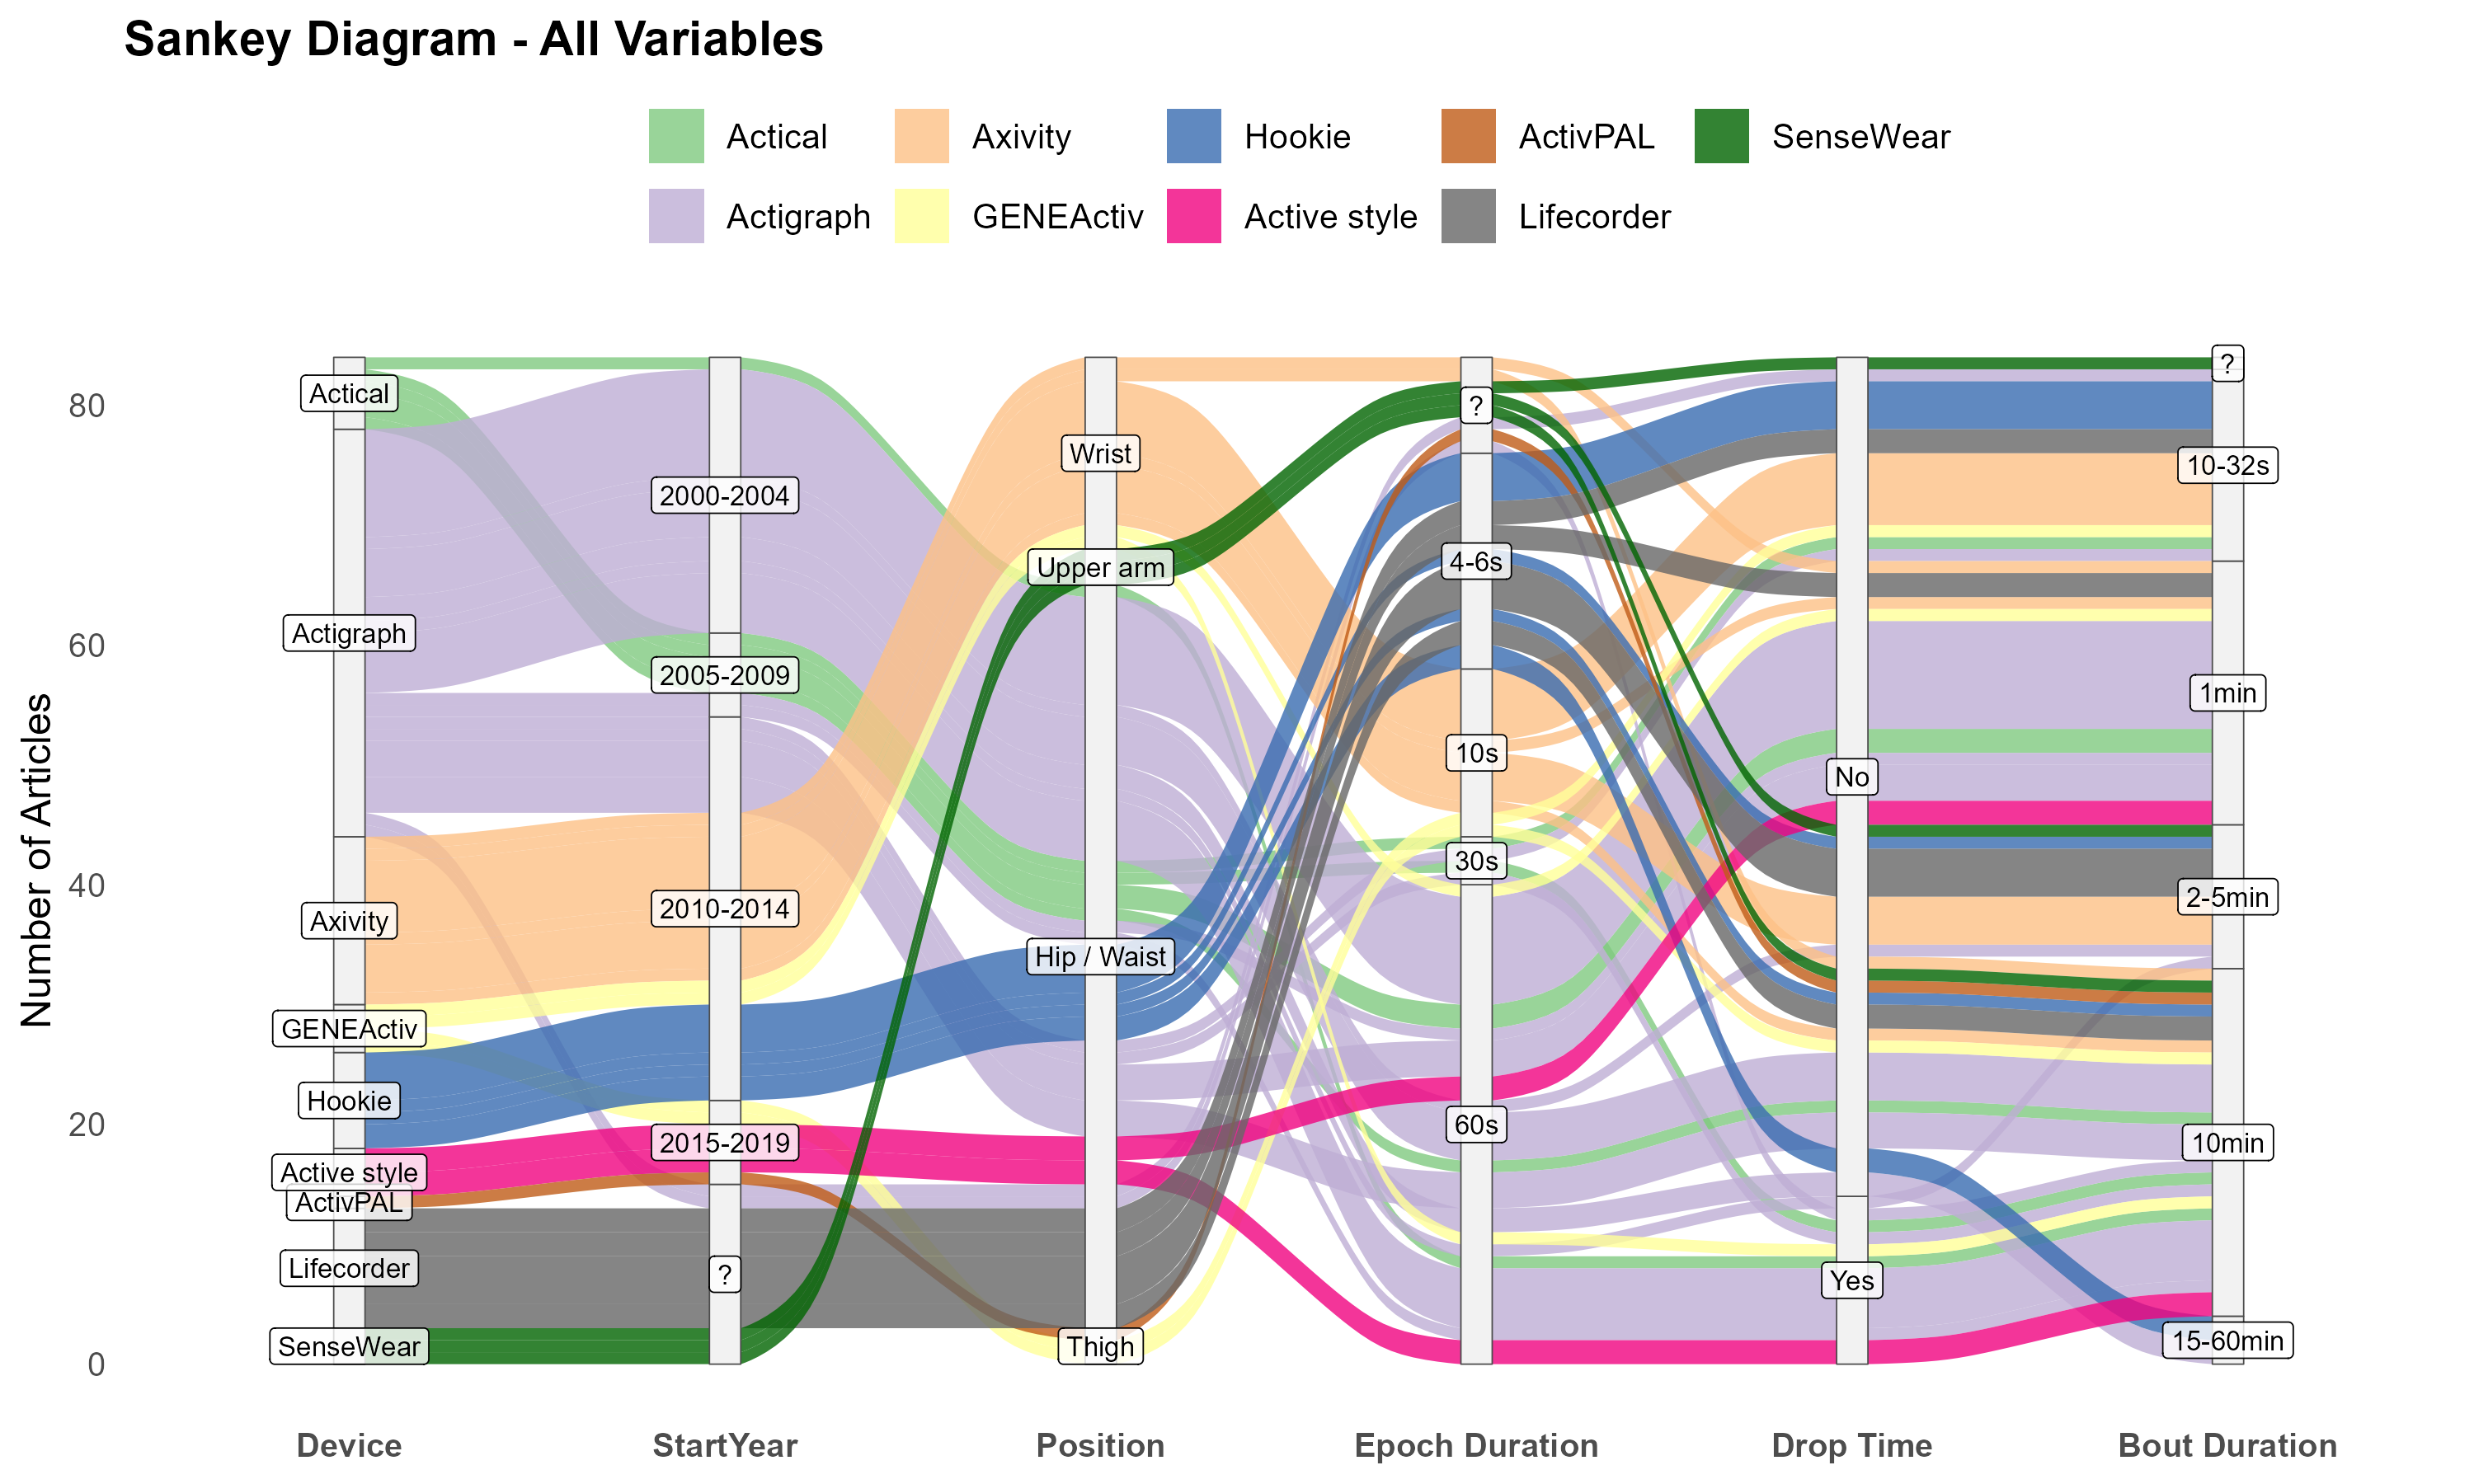 Sankey Diagram - All Variables
Actical
Axivity
Hookie
ActivPAL
SenseWear
Actigraph
GENEActiv
Active style
Lifecorder
Number of Articles
80
60
40
20
0
Actical
Actigraph
Axivity
GENEActiv
Hookie
Active style
ActivPAL
Lifecorder
SenseWear
2000-2004
2005-2009
2010-2014
2015-2019
?
Wrist
Upper arm
Hip / Waist
Thigh
?
4-6s
10s
30s
60s
No
Yes
?
10-32s
1min
2-5min
10min
15-60min
Device
StartYear
Position
Epoch Duration
Drop Time
Bout Duration